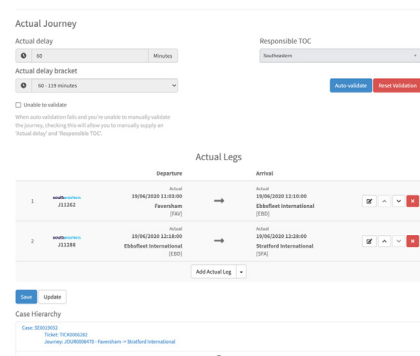 Actual Journey
Actual delay
Responsible TOC
60
Minutes
Southeastern
Actual delay bracket
60 - 119 minutes
Auto-validate
Reset Validation
Unable to validate
When auto-validation fails and you're unable to manually validate
the journey, checking this will allow you to manually supply an
'Actual delay' and 'Responsible TOC'.
Actual Legs
Departure
Arrival
Actual
Actual
1
southeastern
J11262
19/06/2020 11:03:00
19/06/2020 12:10:00
Faversham
Ebbsfleet International
[FAV]
[EBD]
Actual
Actual
2
southeastern
J11288
19/06/2020 12:18:00
19/06/2020 12:28:00
Ebbsfleet International
Stratford International
[EBD]
[SFA]
Add Actual Leg
Save
Update
Case Hierarchy
Ticket: TICK0006282
Journey: JOUR0006470 - Faversham -> Stratford International